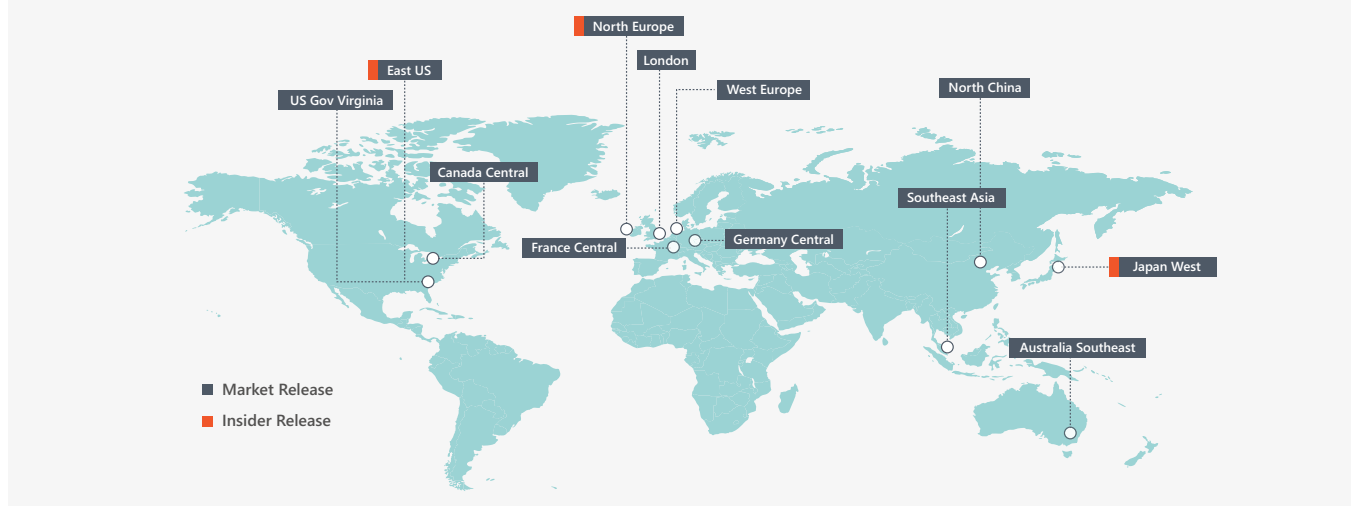 North Europe
London
East US
West Europe
North China
US Gov Virginia
Canada Central
Southeast Asia
France Central
Germany Central
Japan West
Australia Southeast
Market Release
Insider Release